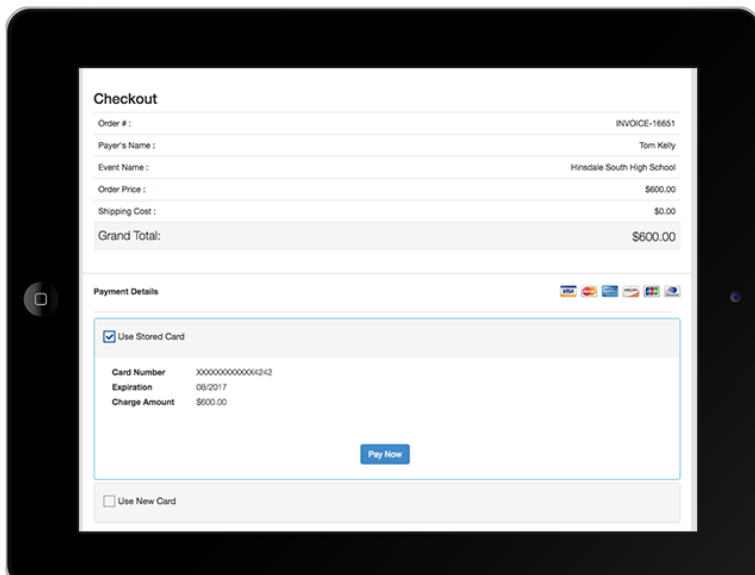 Checkout
Order # : INVOICE-16651
Payer's Name : Tom Kelly
Event Name : Hinsdale South High School
Order Price : $600.00
Shipping Cost : $0.00
Grand Total: $600.00
Payment Details VISA
Use Stored Card
Card Number XXXXXXXXXXXX4242
Expiration 08/2017
Charge Amount $600.00
Pay Now
Use New Card